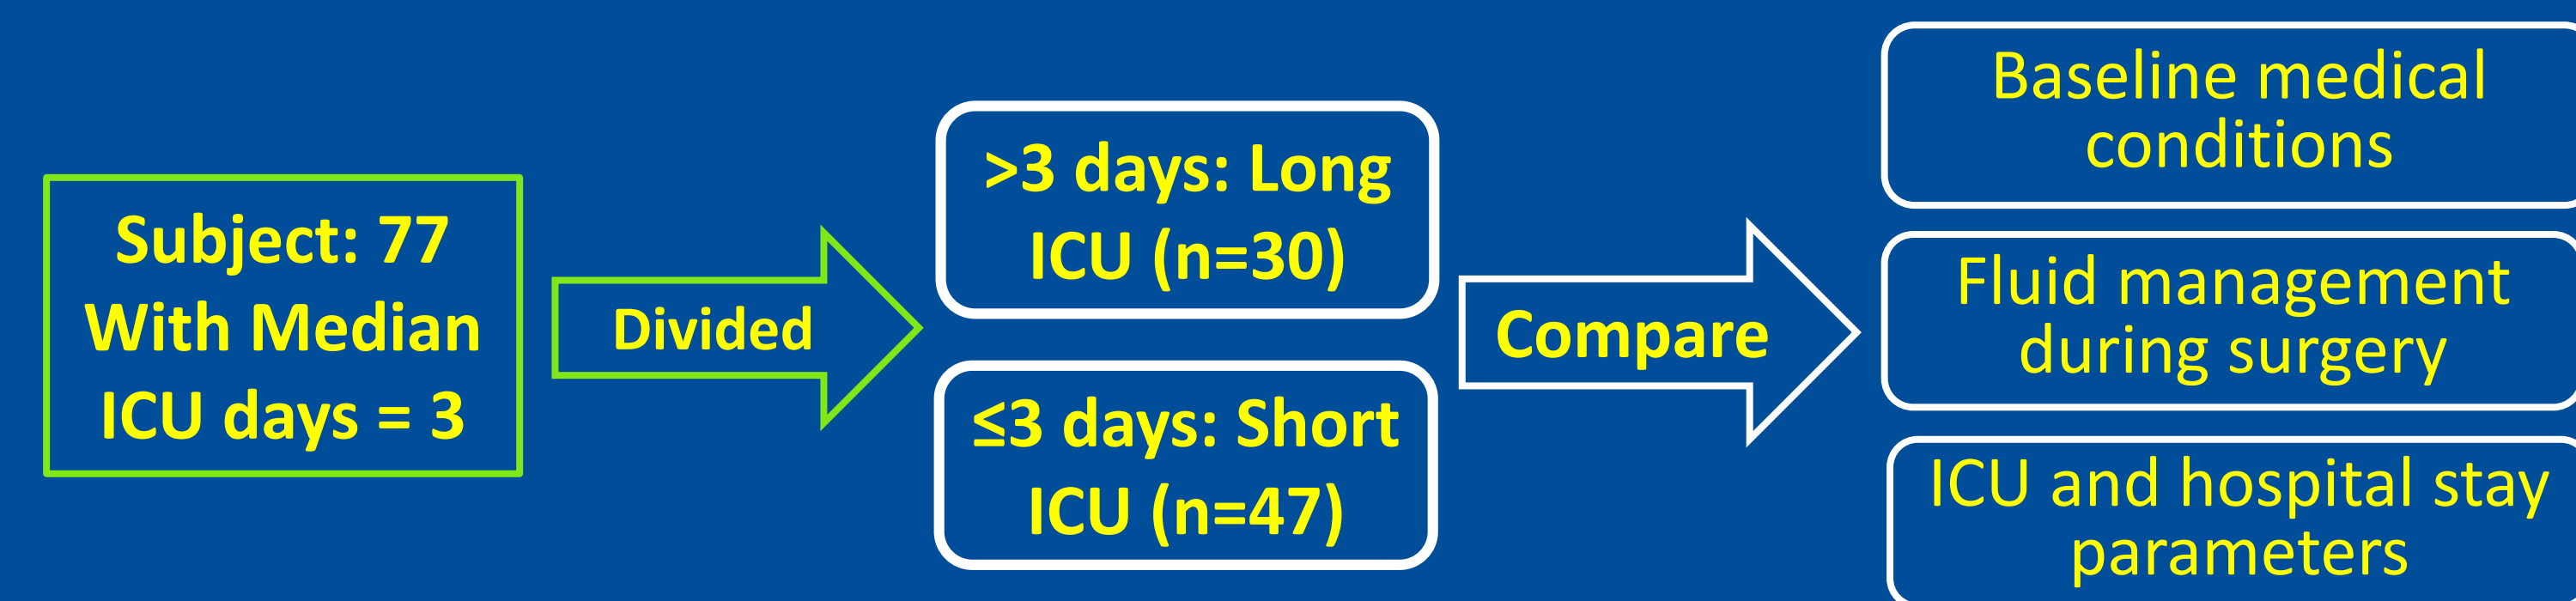 Subject: 77
With Median
ICU days = 3
Divided
>3 days: Long
ICU (n=30)
≤3 days: Short
ICU (n=47)
Compare
Baseline medical
conditions
Fluid management
during surgery
ICU and hospital stay
parameters